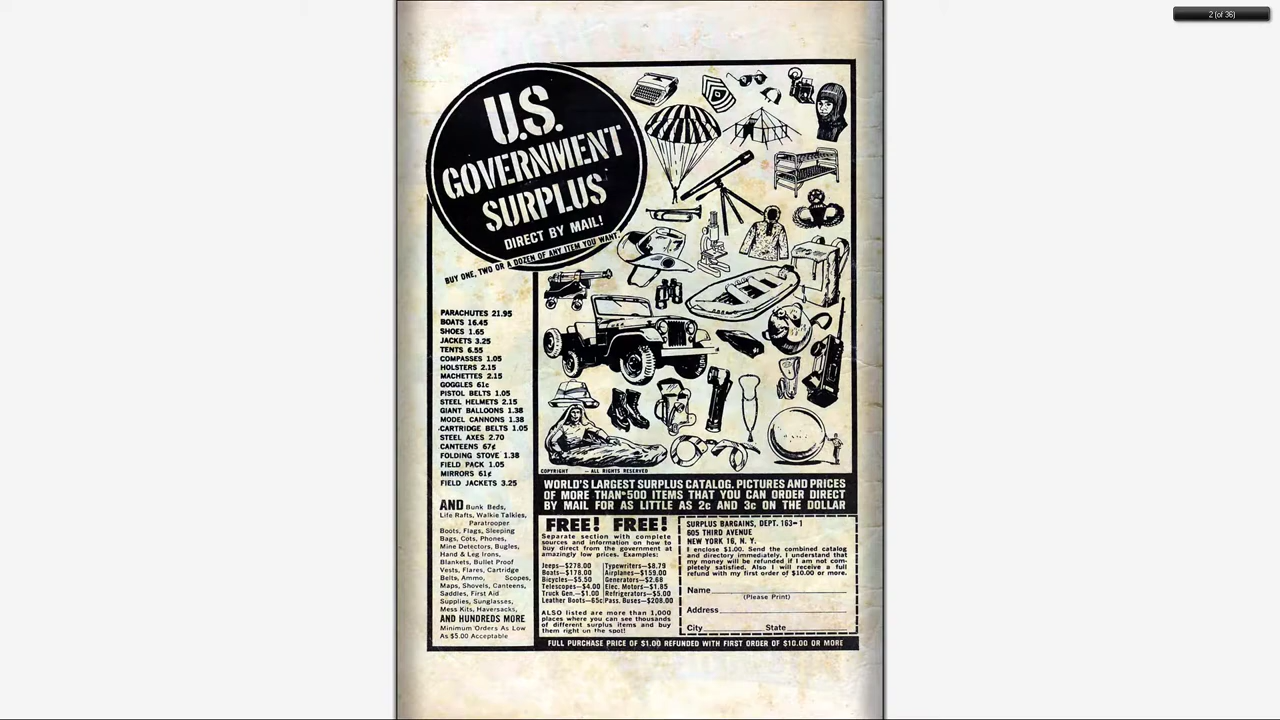 2 (of 36)
U.S.
GOVERNMENT
SURPLUS
DIRECT BY MAIL!
BUY ONE, TWO OR A DOZEN OF ANY ITEM YOU WANT.
PARACHUTES 21.95
BOATS 16.45
SHOES 1.65
JACKETS 3.25
TENTS 6.55
COMPASSES 1.05
HOLSTERS 2.15
MACHETTES 2.15
GOGGLES 61c
PISTOL BELTS 1.05
STEEL HELMETS 2.15
GIANT BALLOONS 1.38
MODEL CANNONS 1.38
CARTRIDGE BELTS 1.05
STEEL AXES 2.70
CANTEENS 67¢
FOLDING STOVE 1.38
FIELD PACK 1.05
MIRRORS 61¢
FIELD JACKETS 3.25
AND Bunk Beds,
Life Rafts, Walkie Talkies,
Paratrooper
Boots, Flags, Sleeping
Bags, Cots, Phones,
Mine Detectors, Bugles,
Hand & Leg Irons,
Blankets, Bullet Proof
Vests, Flares, Cartridge
Belts, Ammo, Scopes,
Maps, Shovels, Canteens,
Saddles, First Aid
Supplies, Sunglasses,
Mess Kits, Haversacks,
AND HUNDREDS MORE
Minimum Orders As Low
As $5.00 Acceptable
COPYRIGHT — ALL RIGHTS RESERVED
WORLD'S LARGEST SURPLUS CATALOG. PICTURES AND PRICES
OF MORE THAN 500 ITEMS THAT YOU CAN ORDER DIRECT
BY MAIL FOR AS LITTLE AS 2c AND 3c ON THE DOLLAR
FREE! FREE!
Separate section with complete
sources and information on how to
buy direct from the government at
amazingly low prices. Examples:
Jeeps—$278.00 Typewriters—$8.79
Boats—$178.00 Airplanes—$159.00
Bicycles—$5.50 Generators—$2.68
Telescopes—$4.00 Elec. Motors—$1.85
Truck Gen.—$1.00 Refrigerators—$5.00
Leather Boots—65c Pass. Buses—$208.00
ALSO listed are more than 1,000
places where you can see thousands
of different surplus items and buy
them right on the spot!
SURPLUS BARGAINS, DEPT. 163-1
605 THIRD AVENUE
NEW YORK 16, N. Y.
I enclose $1.00. Send the combined catalog
and directory immediately. I understand that
my money will be refunded if I am not com-
pletely satisfied. Also I will receive a full
refund with my first order of $10.00 or more.
Name
(Please Print)
Address
City State
FULL PURCHASE PRICE OF $1.00 REFUNDED WITH FIRST ORDER OF $10.00 OR MORE